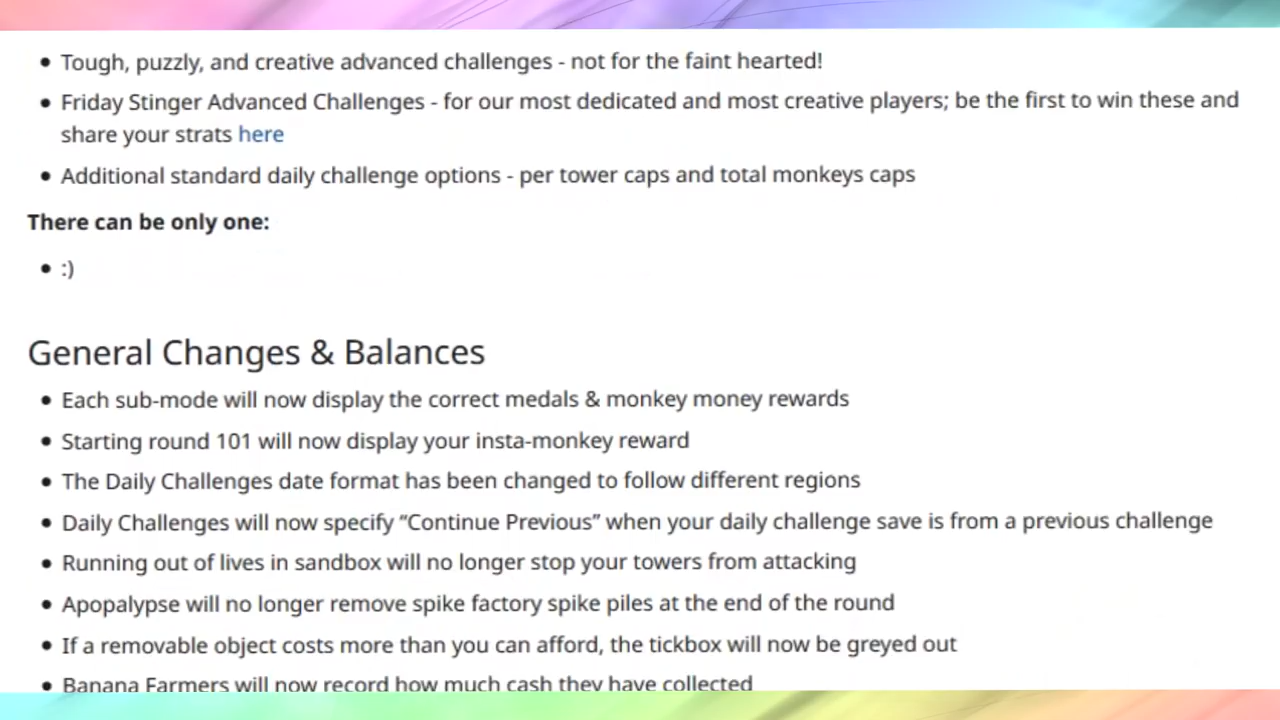 • Tough, puzzly, and creative advanced challenges - not for the faint hearted!
• Friday Stinger Advanced Challenges - for our most dedicated and most creative players; be the first to win these and
share your strats here
• Additional standard daily challenge options - per tower caps and total monkeys caps
There can be only one:
• :)
General Changes & Balances
• Each sub-mode will now display the correct medals & monkey money rewards
• Starting round 101 will now display your insta-monkey reward
• The Daily Challenges date format has been changed to follow different regions
• Daily Challenges will now specify “Continue Previous” when your daily challenge save is from a previous challenge
• Running out of lives in sandbox will no longer stop your towers from attacking
• Apopalypse will no longer remove spike factory spike piles at the end of the round
• If a removable object costs more than you can afford, the tickbox will now be greyed out
• Banana Farmers will now record how much cash they have collected